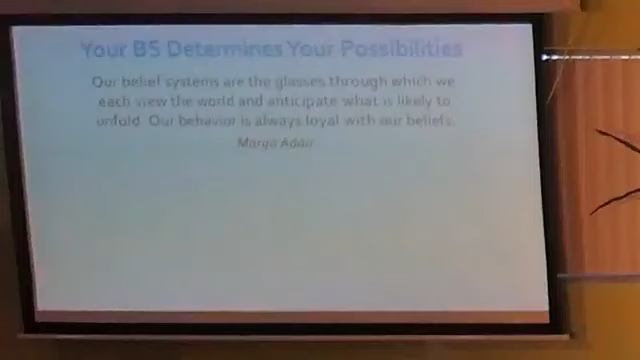 Your BS Determines Your Possibilities
Our belief systems are the glasses through which we
each view the world and anticipate what is likely to
unfold. Our behavior is always loyal with our beliefs.
Margo Adair